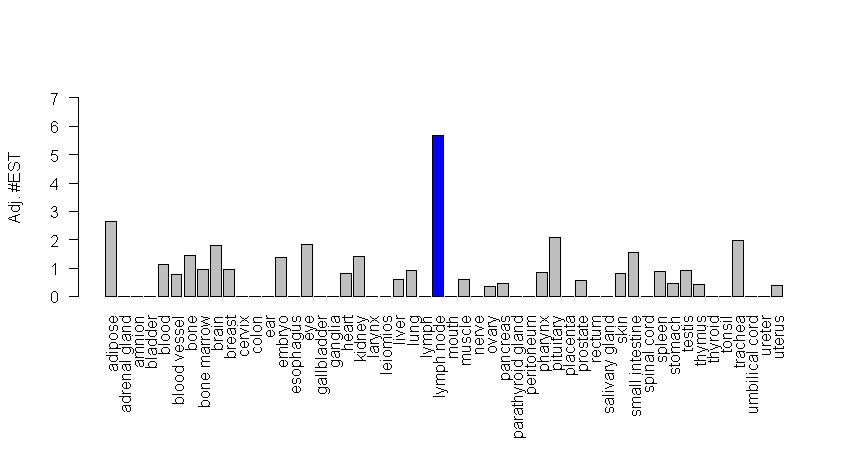 7
6
5
4
3
2
1
0
Adj. #EST
adipose
adrenal gland
amnion
bladder
blood
blood vessel
bone
bone marrow
brain
breast
cervix
colon
ear
embryo
esophagus
eye
gallbladder
ganglia
heart
kidney
larynx
leiomios
liver
lung
lymph
lymph node
mouth
muscle
nerve
ovary
pancreas
parathyroid gland
peritoneum
pharynx
pituitary
placenta
prostate
rectum
salivary gland
skin
small intestine
spinal cord
spleen
stomach
testis
thymus
thyroid
tonsil
trachea
umbilical cord
ureter
uterus